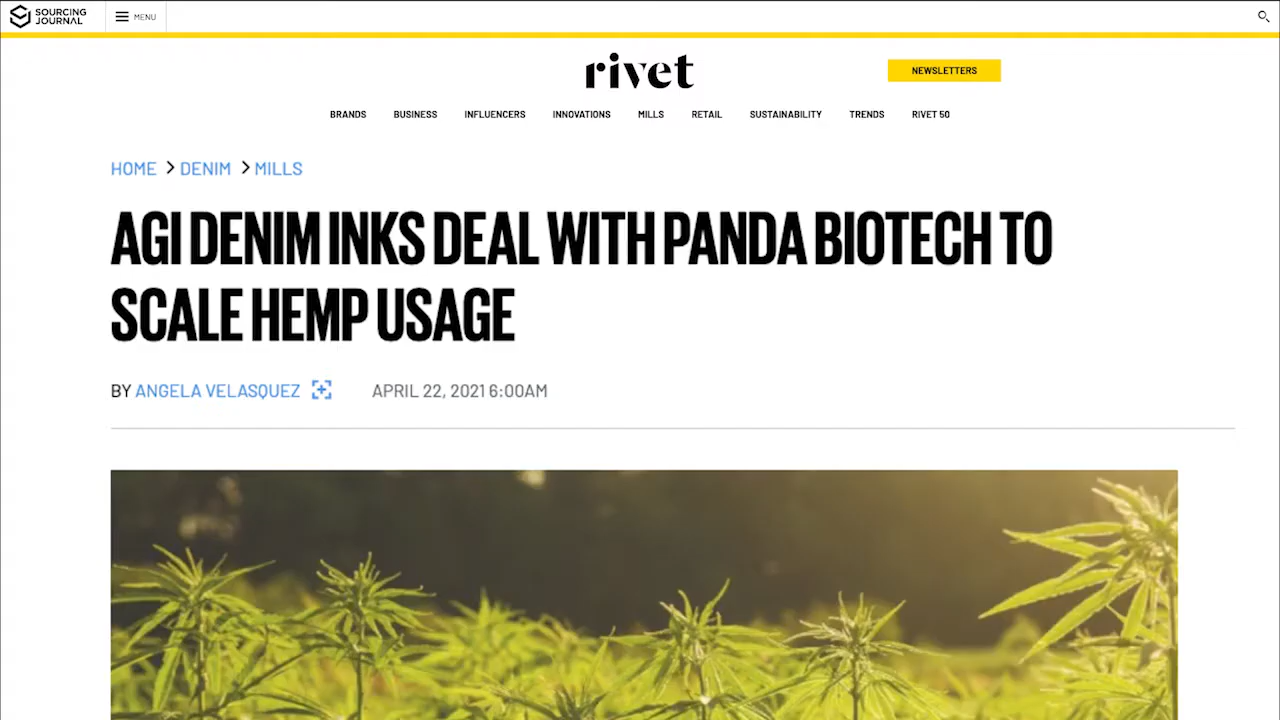 SOURCING
JOURNAL
MENU
rivet
NEWSLETTERS
BRANDS BUSINESS INFLUENCERS INNOVATIONS MILLS RETAIL SUSTAINABILITY TRENDS RIVET 50
HOME > DENIM > MILLS
AGI DENIM INKS DEAL WITH PANDA BIOTECH TO
SCALE HEMP USAGE
BY ANGELA VELASQUEZ APRIL 22, 2021 6:00AM